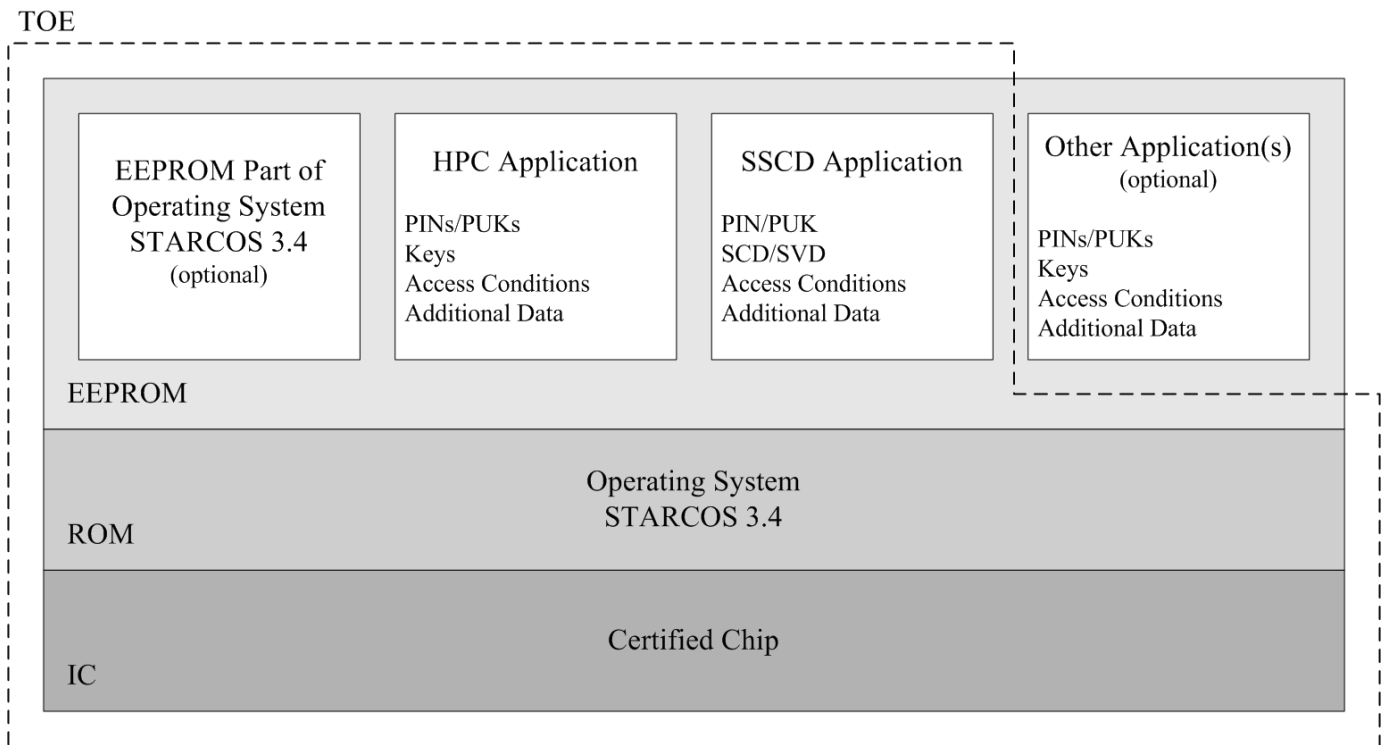 TOE
EEPROM Part of
Operating System
STARCOS 3.4
(optional)
HPC Application
PINs/PUKs
Keys
Access Conditions
Additional Data
SSCD Application
PIN/PUK
SCD/SVD
Access Conditions
Additional Data
Other Application(s)
(optional)
PINs/PUKs
Keys
Access Conditions
Additional Data
EEPROM
Operating System
STARCOS 3.4
ROM
Certified Chip
IC